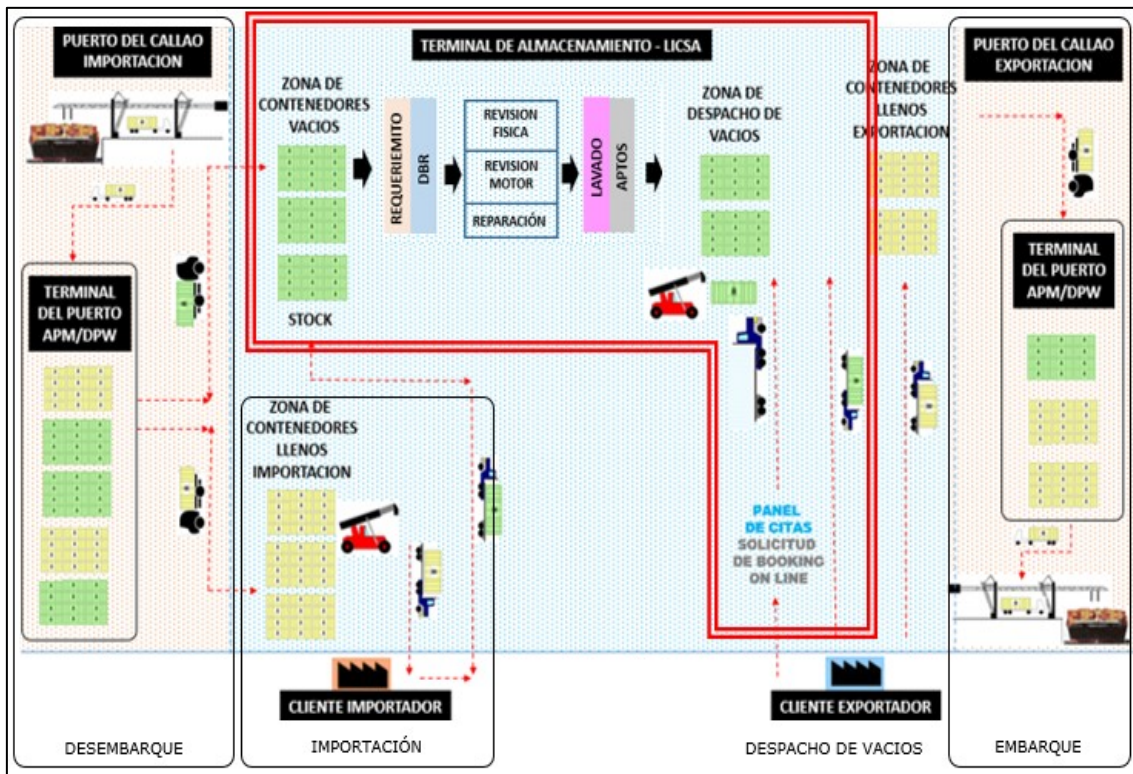 PUERTO DEL CALLAO
IMPORTACION
TERMINAL
DEL PUERTO
APM/DPW
DESEMBARQUE
TERMINAL DE ALMACENAMIENTO - LICSA
ZONA DE
CONTENEDORES
VACIOS
STOCK
REQUERIEMITO
DBR
REVISION
FISICA
REVISION
MOTOR
REPARACIÓN
LAVADO
APTOS
ZONA DE
DESPACHO DE
VACIOS
ZONA DE
CONTENEDORES
LLENOS
EXPORTACION
ZONA DE
CONTENEDORES
LLENOS
IMPORTACION
CLIENTE IMPORTADOR
IMPORTACIÓN
PANEL
DE CITAS
SOLICITUD
DE BOOKING
ON LINE
CLIENTE EXPORTADOR
DESPACHO DE VACIOS
PUERTO DEL CALLAO
EXPORTACION
TERMINAL
DEL PUERTO
APM/DPW
EMBARQUE